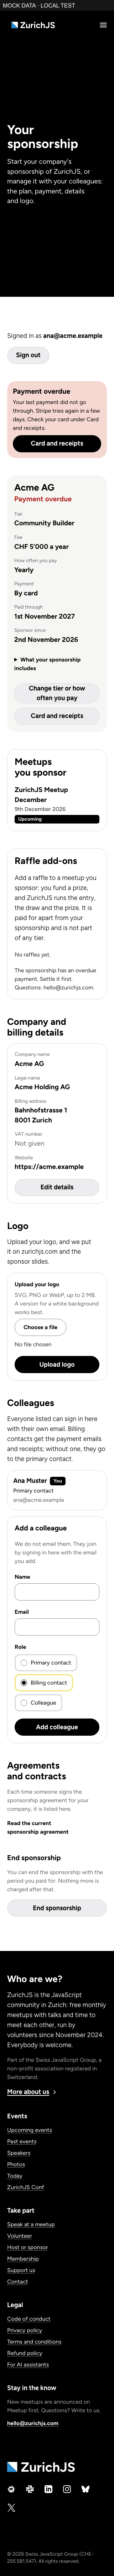 MOCK DATA · LOCAL TEST
ZurichJS
Your
sponsorship
Start your company's
sponsorship of ZurichJS, or
manage it with your colleagues:
the plan, payment, details
and logo.
Signed in as ana@acme.example
Sign out
Payment overdue
Your last payment did not go
through. Stripe tries again in a few
days. Check your card under Card
and receipts.
Card and receipts
Acme AG
Payment overdue
Tier
Community Builder
Fee
CHF 5'000 a year
How often you pay
Yearly
Payment
By card
Paid through
1st November 2027
Sponsor since
2nd November 2026
▶ What your sponsorship
includes
Change tier or how
often you pay
Card and receipts
Meetups
you sponsor
ZurichJS Meetup
December
9th December 2026
Upcoming
Raffle add-ons
Add a raffle to a meetup you
sponsor: you fund a prize,
and ZurichJS runs the entry,
the draw and the prize. It is
paid for apart from your
sponsorship and is not part
of any tier.
No raffles yet.
The sponsorship has an overdue
payment. Settle it first.
Questions: hello@zurichjs.com.
Company and
billing details
Company name
Acme AG
Legal name
Acme Holding AG
Billing address
Bahnhofstrasse 1
8001 Zurich
VAT number
Not given
Website
https://acme.example
Edit details
Logo
Upload your logo, and we put
it on zurichjs.com and the
sponsor slides.
Upload your logo
SVG, PNG or WebP, up to 2 MB.
A version for a white background
works best.
Choose a file
No file chosen
Upload logo
Colleagues
Everyone listed can sign in here
with their own email. Billing
contacts get the payment emails
and receipts; without one, they go
to the primary contact.
Ana Muster You
Primary contact
ana@acme.example
Add a colleague
We do not email them. They join
by signing in here with the email
you add.
Name
Email
Role
Primary contact
Billing contact
Colleague
Add colleague
Agreements
and contracts
Each time someone signs the
sponsorship agreement for your
company, it is listed here.
Read the current
sponsorship agreement
End sponsorship
You can end the sponsorship with the
period you paid for. Nothing more is
charged after that.
End sponsorship
Who are we?
ZurichJS is the JavaScript
community in Zurich: free monthly
meetups with talks and time to
meet each other, run by
volunteers since November 2024.
Everybody is welcome.
Part of the Swiss JavaScript Group, a
non-profit association registered in
Switzerland.
More about us >
Events
Upcoming events
Past events
Speakers
Photos
Today
ZurichJS Conf
Take part
Speak at a meetup
Volunteer
Host or sponsor
Membership
Support us
Contact
Legal
Code of conduct
Privacy policy
Terms and conditions
Refund policy
For AI assistants
Stay in the know
New meetups are announced on
Meetup first. Questions? Write to us.
hello@zurichjs.com
ZurichJS
© 2026 Swiss JavaScript Group (CHE-
255.581.547). All rights reserved.